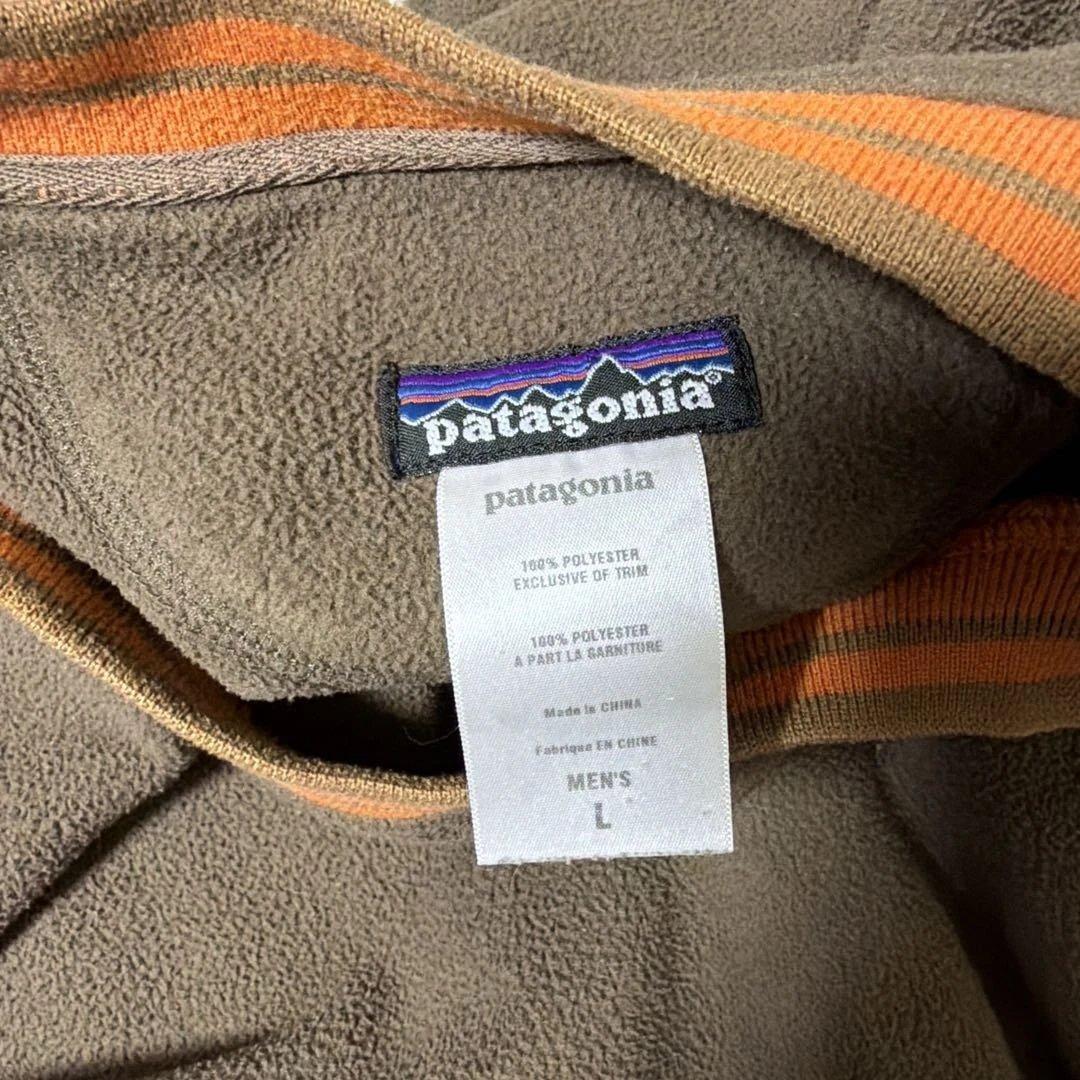 patagonia®
patagonia
100% POLYESTER
EXCLUSIVE OF TRIM
100% POLYESTER
A PART LA GARNITURE
Made in CHINA
Fabriqué EN CHINE
MEN'S
L